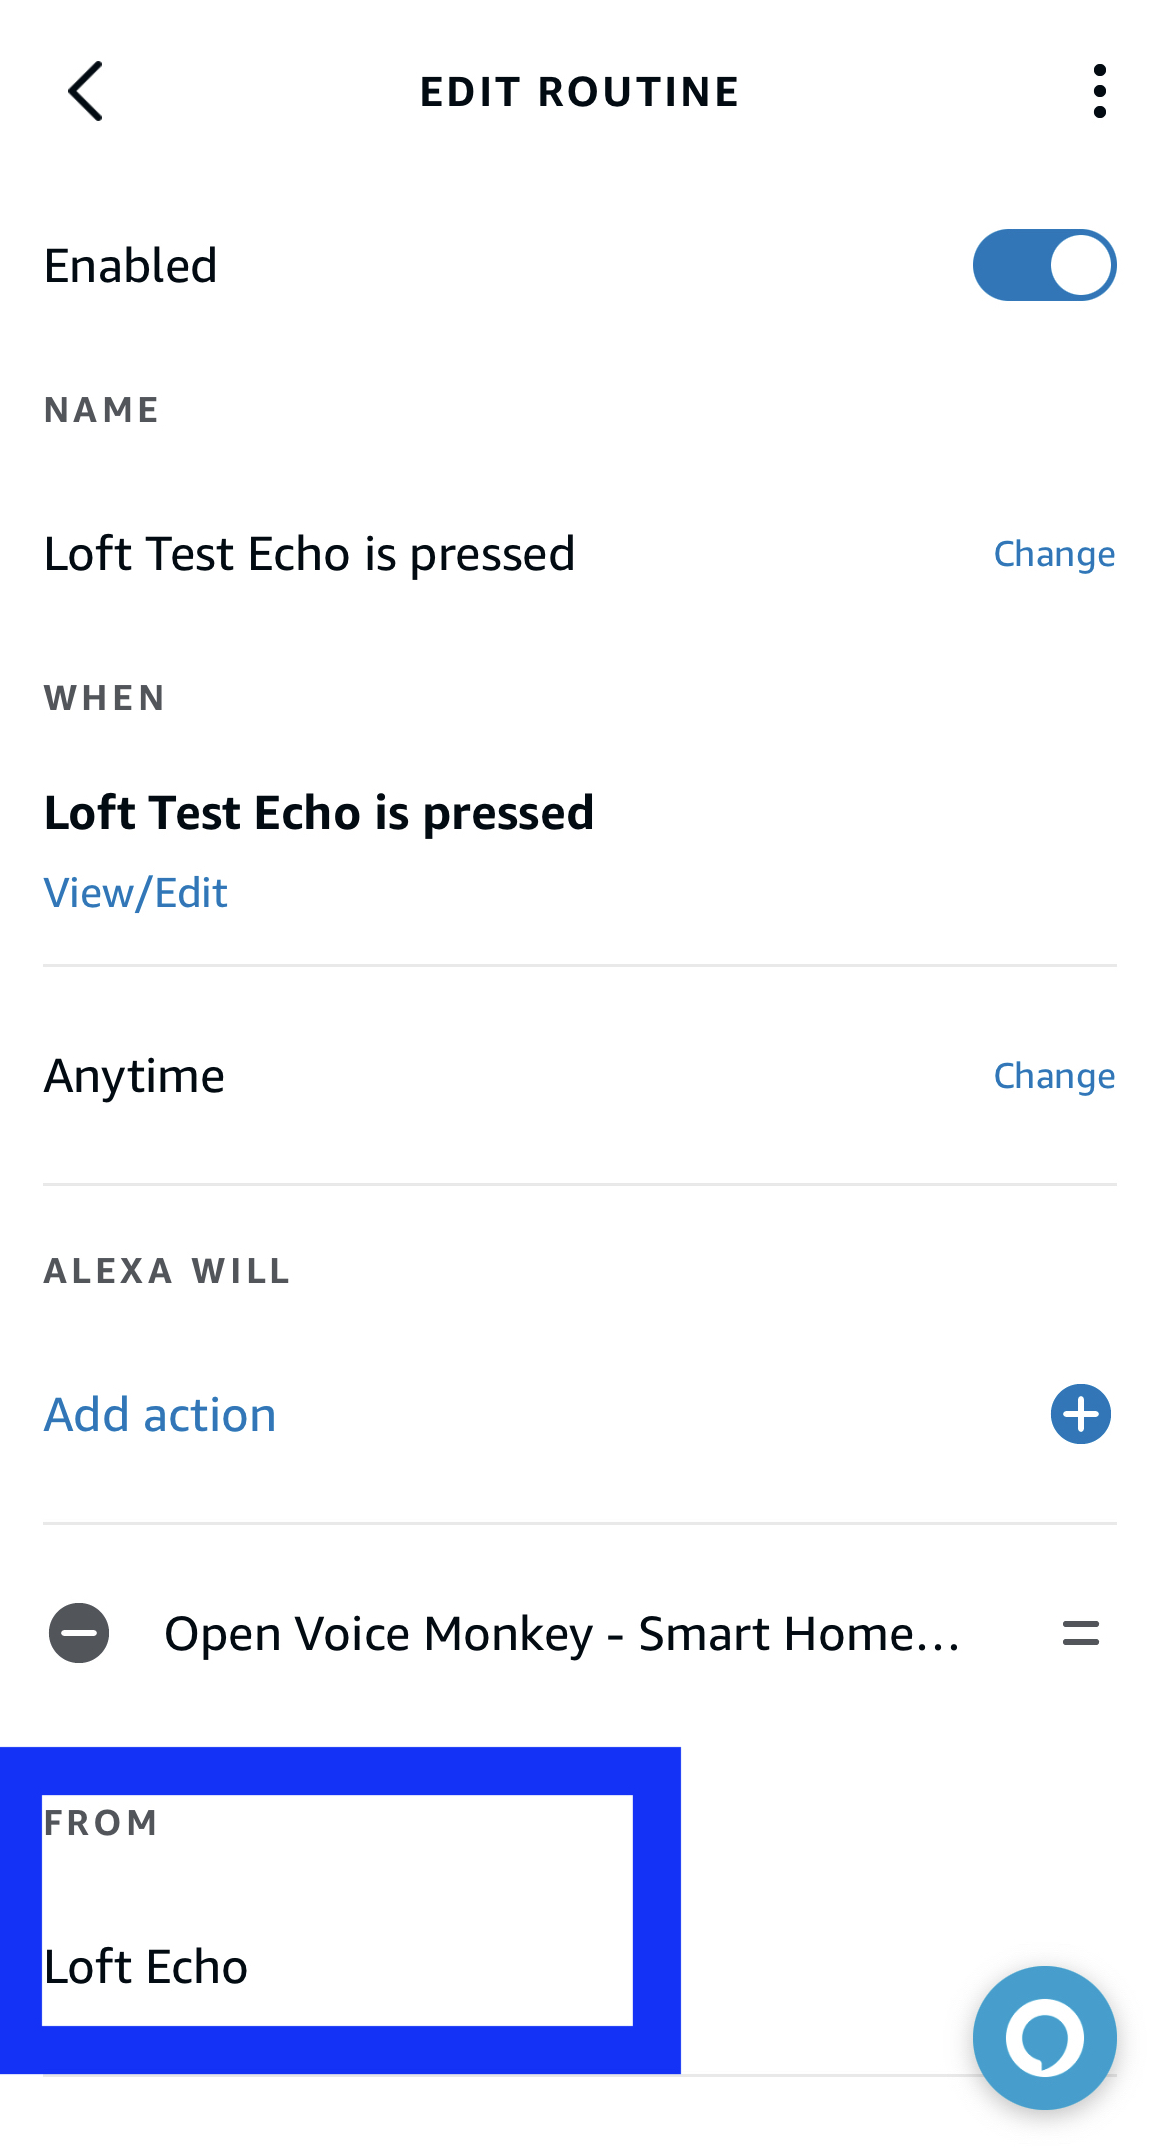 EDIT ROUTINE
Enabled
NAME
Loft Test Echo is pressed
Change
WHEN
Loft Test Echo is pressed
View/Edit
Anytime
Change
ALEXA WILL
Add action
Open Voice Monkey - Smart Home...
FROM
Loft Echo